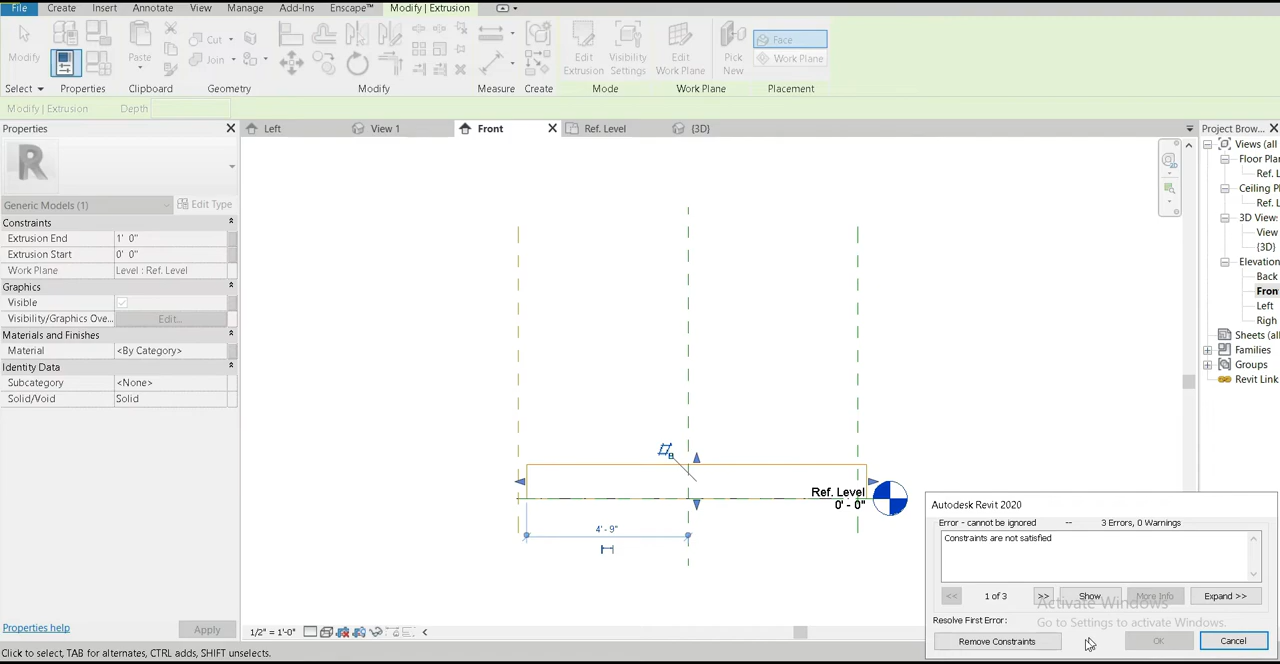 File Create Insert Annotate View Manage Add-Ins Enscape™ Modify | Extrusion
Modify
Paste
Cut
Join
Edit Extrusion
Visibility Settings
Edit Work Plane
Pick New
Face
Work Plane
Select Properties Clipboard Geometry Modify Measure Create Mode Work Plane Placement
Modify | Extrusion Depth
Properties
Left
View 1
Front
Ref. Level
{3D}
Project Brow...
R
Generic Models (1)
Edit Type
Constraints
Extrusion End 1' 0"
Extrusion Start 0' 0"
Work Plane Level : Ref. Level
Graphics
Visible
Visibility/Graphics Ove... Edit...
Materials and Finishes
Material <By Category>
Identity Data
Subcategory <None>
Solid/Void Solid
Properties help
Apply
2D
Views (all
Floor Pla
Ref. L
Ceiling P
Ref. L
3D View:
View
{3D}
Elevation
Back
Fron
Left
Righ
Sheets (all
Families
Groups
Revit Link
Ref. Level
0' - 0"
4' - 9"
1/2" = 1'-0"
Click to select, TAB for alternates, CTRL adds, SHIFT unselects.
Autodesk Revit 2020
Error - cannot be ignored -- 3 Errors, 0 Warnings
Constraints are not satisfied
<< 1 of 3 >> Show More Info Expand >>
Activate Windows
Go to Settings to activate Windows.
Resolve First Error:
Remove Constraints OK Cancel